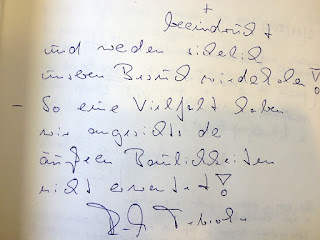 +
beeindruckt
und werden sicherlich
unseren Besuch wiederholen!
So eine Vielfalt haben
wir angesichts der
äußeren Baulichkeiten
nicht erwartet!